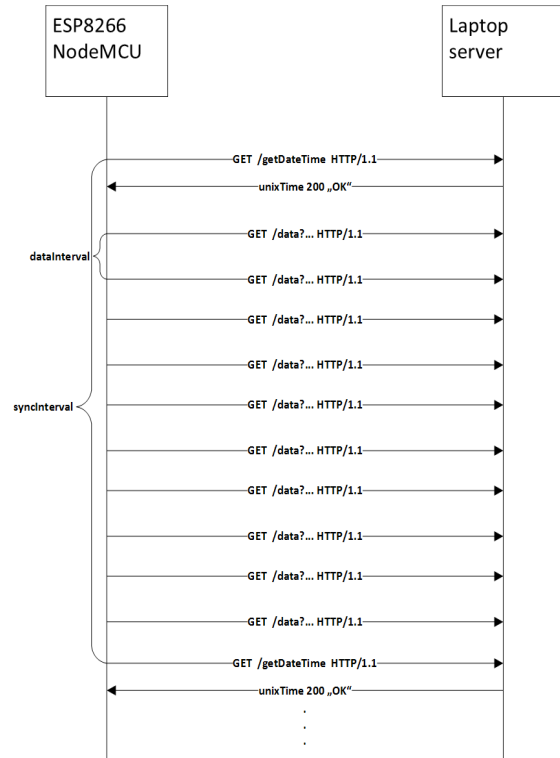 ESP8266
NodeMCU
Laptop
server
GET /getDateTime HTTP/1.1
unixTime 200 „OK“
GET /data?... HTTP/1.1
dataInterval
GET /data?... HTTP/1.1
GET /data?... HTTP/1.1
GET /data?... HTTP/1.1
GET /data?... HTTP/1.1
syncInterval
GET /data?... HTTP/1.1
GET /data?... HTTP/1.1
GET /data?... HTTP/1.1
GET /data?... HTTP/1.1
GET /data?... HTTP/1.1
GET /getDateTime HTTP/1.1
unixTime 200 „OK“
.
.
.